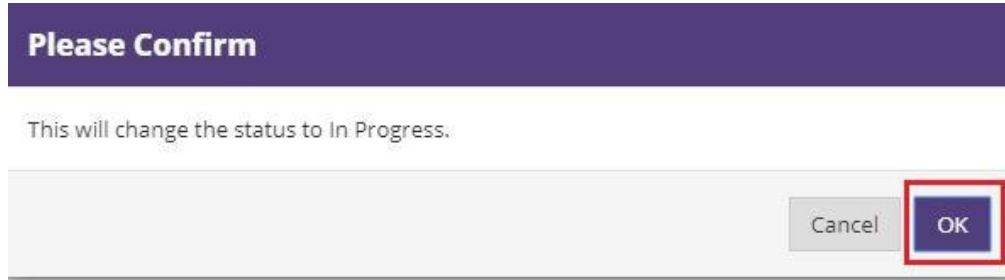 Please Confirm
This will change the status to In Progress.
Cancel OK